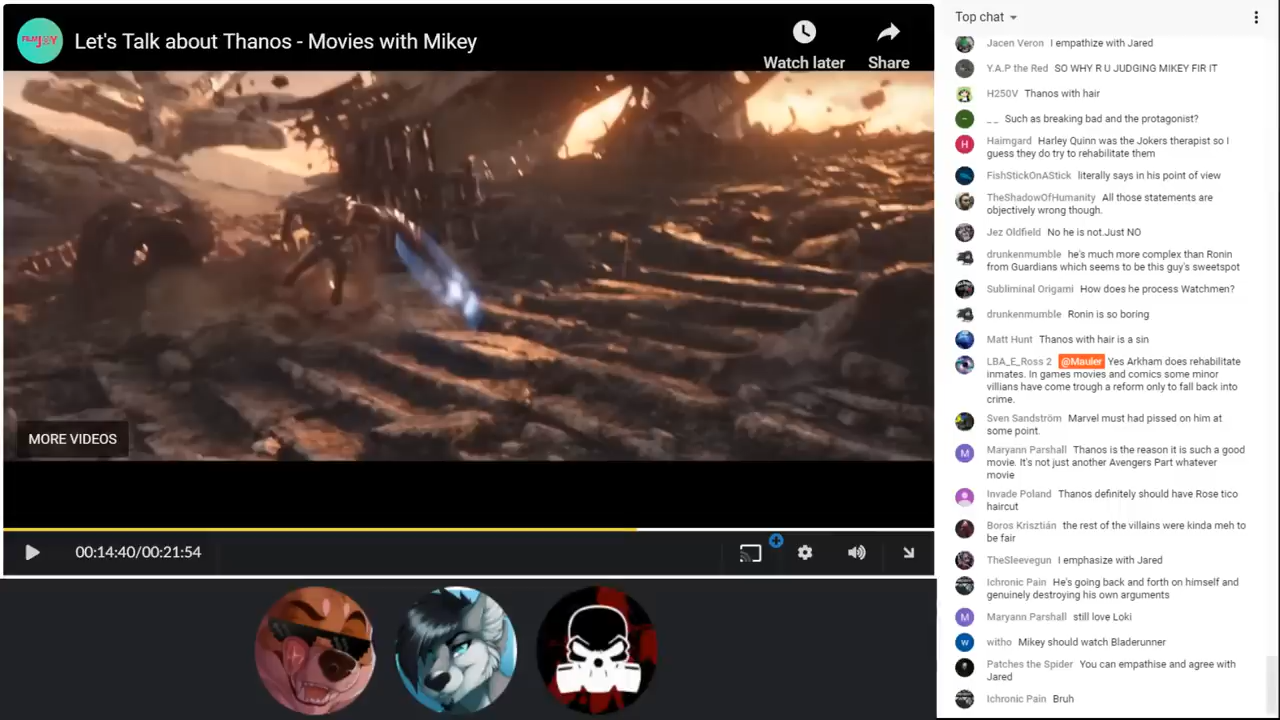 FILMJOY
Let's Talk about Thanos - Movies with Mikey
Watch later
Share
MORE VIDEOS
00:14:40/00:21:54
Top chat
Jacen Veron I empathize with Jared
Y.A.P the Red SO WHY R U JUDGING MIKEY FIR IT
H250V Thanos with hair
_ _ Such as breaking bad and the protagonist?
H
Haimgard Harley Quinn was the Jokers therapist so I
guess they do try to rehabilitate them
FishStickOnAStick literally says in his point of view
TheShadowOfHumanity All those statements are
objectively wrong though.
Jez Oldfield No he is not.Just NO
drunkenmumble he's much more complex than Ronin
from Guardians which seems to be this guy's sweetspot
Subliminal Origami How does he process Watchmen?
drunkenmumble Ronin is so boring
Matt Hunt Thanos with hair is a sin
LBA_E_Ross 2 @Mauler Yes Arkham does rehabilitate
inmates. In games movies and comics some minor
villians have come trough a reform only to fall back into
crime.
Sven Sandström Marvel must had pissed on him at
some point.
M
Maryann Parshall Thanos is the reason it is such a good
movie. It's not just another Avengers Part whatever
movie
Invade Poland Thanos definitely should have Rose tico
haircut
Boros Krisztián the rest of the villains were kinda meh to
be fair
TheSleevegun I emphasize with Jared
Ichronic Pain He's going back and forth on himself and
genuinely destroying his own arguments
M
Maryann Parshall still love Loki
w
witho Mikey should watch Bladerunner
Patches the Spider You can empathise and agree with
Jared
Ichronic Pain Bruh